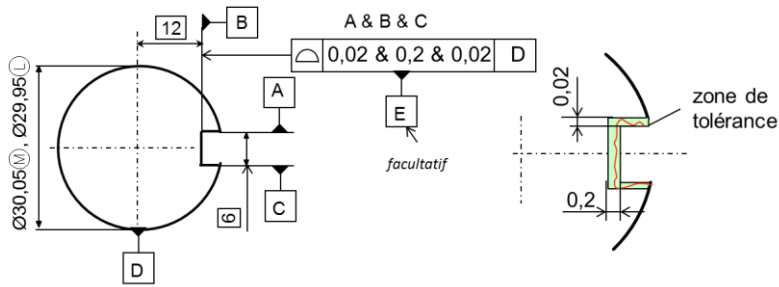 12
B
A & B & C
0,02 & 0,2 & 0,02 D
A
E
facultatif
C
6
D
Ø30,05Ⓜ, Ø29,95Ⓛ
0,02
zone de
tolérance
0,2